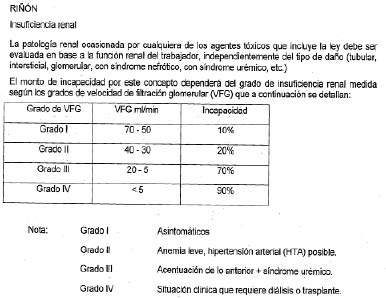 RIÑÓN
Insuficiencia renal
La patología renal ocasionada por cualquiera de los agentes tóxicos que incluye la ley debe ser
evaluada en base a la función renal del trabajador, independientemente del tipo de daño (tubular,
intersticial, glomerular, con síndrome nefrótico, con síndrome urémico, etc.)
El monto de incapacidad por este concepto dependerá del grado de insuficiencia renal medida
según los grados de velocidad de filtración glomerular (VFG) que a continuación se detallan:
Grado de VFG VFG ml/min Incapacidad
Grado I 70 - 50 10%
Grado II 40 - 30 20%
Grado III 20 - 5 70%
Grado IV < 5 90%
Nota: Grado I Asintomáticos
Grado II Anemia leve, hipertensión arterial (HTA) posible.
Grado III Acentuación de lo anterior + síndrome urémico.
Grado IV Situación clínica que requiere diálisis o trasplante.